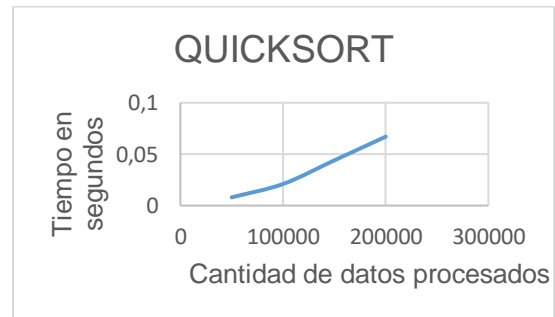 QUICKSORT
Tiempo en
segundos
0,1
0,05
0
0 100000 200000 300000
Cantidad de datos procesados